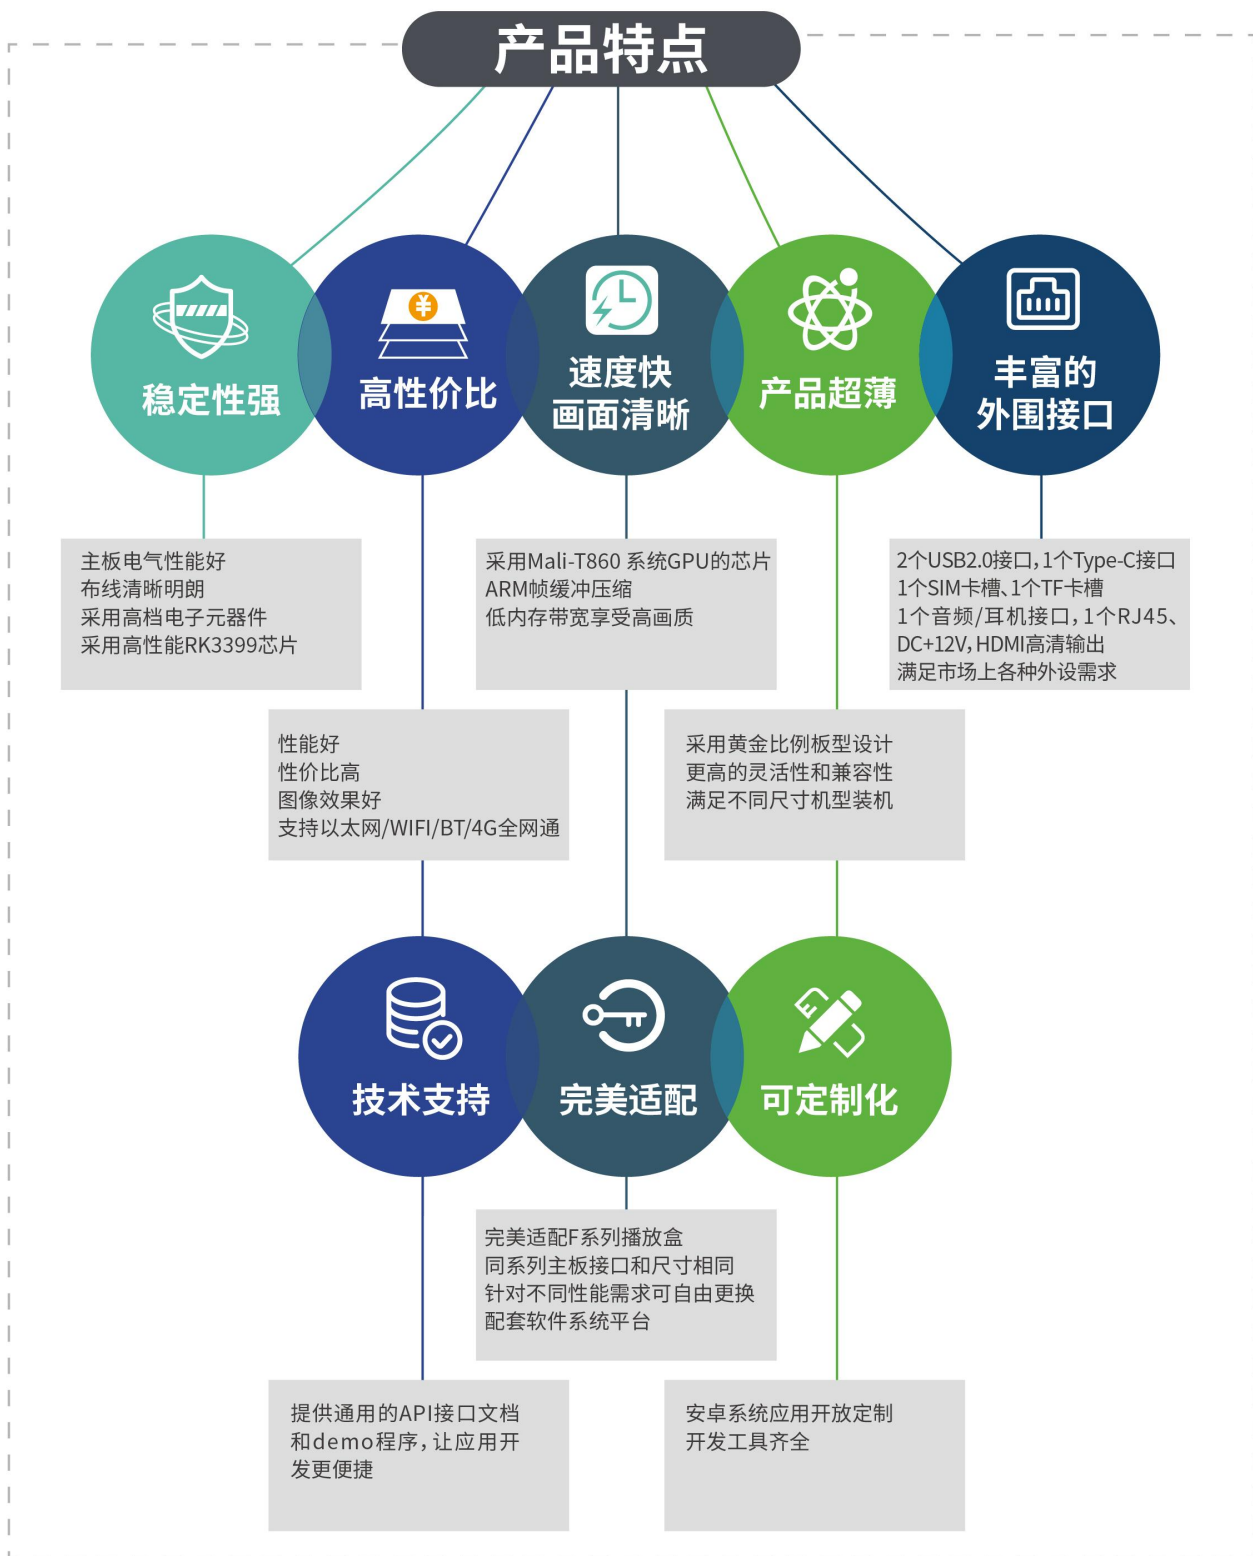 产品特点
稳定性强
高性价比
速度快
画面清晰
产品超薄
丰富的
外围接口
主板电气性能好
布线清晰明朗
采用高档电子元器件
采用高性能RK3399芯片
采用Mali-T860 系统GPU的芯片
ARM帧缓冲压缩
低内存带宽享受高画质
2个USB2.0接口，1个Type-C接口
1个SIM卡槽、1个TF卡槽
1个音频/耳机接口，1个RJ45、
DC+12V，HDMI高清输出
满足市场上各种外设需求
性能好
性价比高
图像效果好
支持以太网/WIFI/BT/4G全网通
采用黄金比例板型设计
更高的灵活性和兼容性
满足不同尺寸机型装机
技术支持
完美适配
可定制化
完美适配F系列播放盒
同系列主板接口和尺寸相同
针对不同性能需求可自由更换
配套软件系统平台
提供通用的API接口文档
和demo程序，让应用开
发更便捷
安卓系统应用开放定制
开发工具齐全